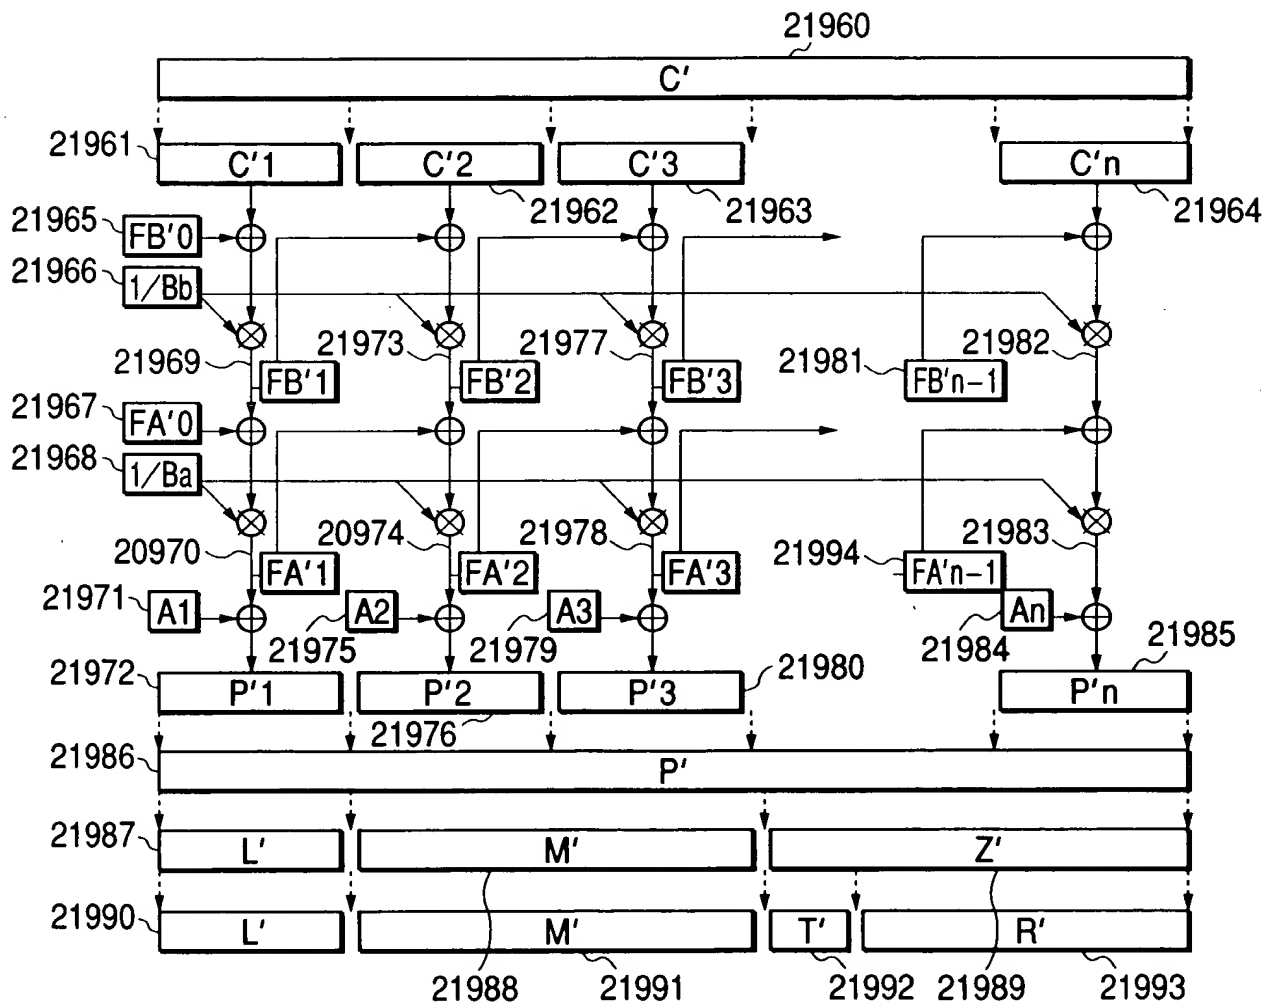 21960
C'
21961 C'1 C'2 C'3 C'n
21962 21963 21964
21965 FB'0
21966 1/Bb
21969 21973 21977 21981 21982
FB'1 FB'2 FB'3 FB'n-1
21967 FA'0
21968 1/Ba
20970 20974 21978 21994 21983
FA'1 FA'2 FA'3 FA'n-1
21971 A1 A2 A3 An
21975 21979 21984 21985
21972 P'1 P'2 P'3 21980 P'n
21976
21986 P'
21987 L' M' Z'
21990 L' M' T' R'
21988 21991 21992 21989 21993